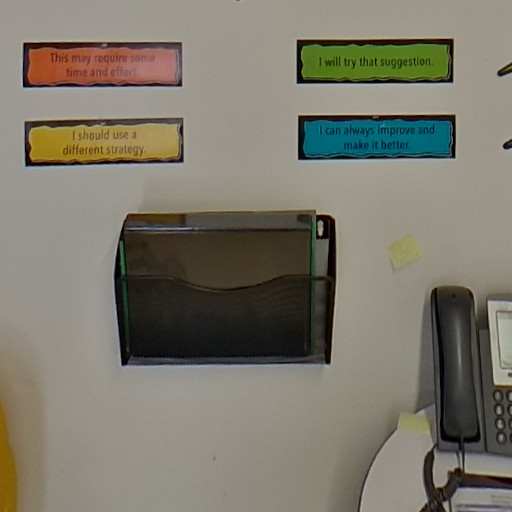 This may require some
time and effort.
I will try that suggestion.
I should use a
different strategy.
I can always improve and
make it better.